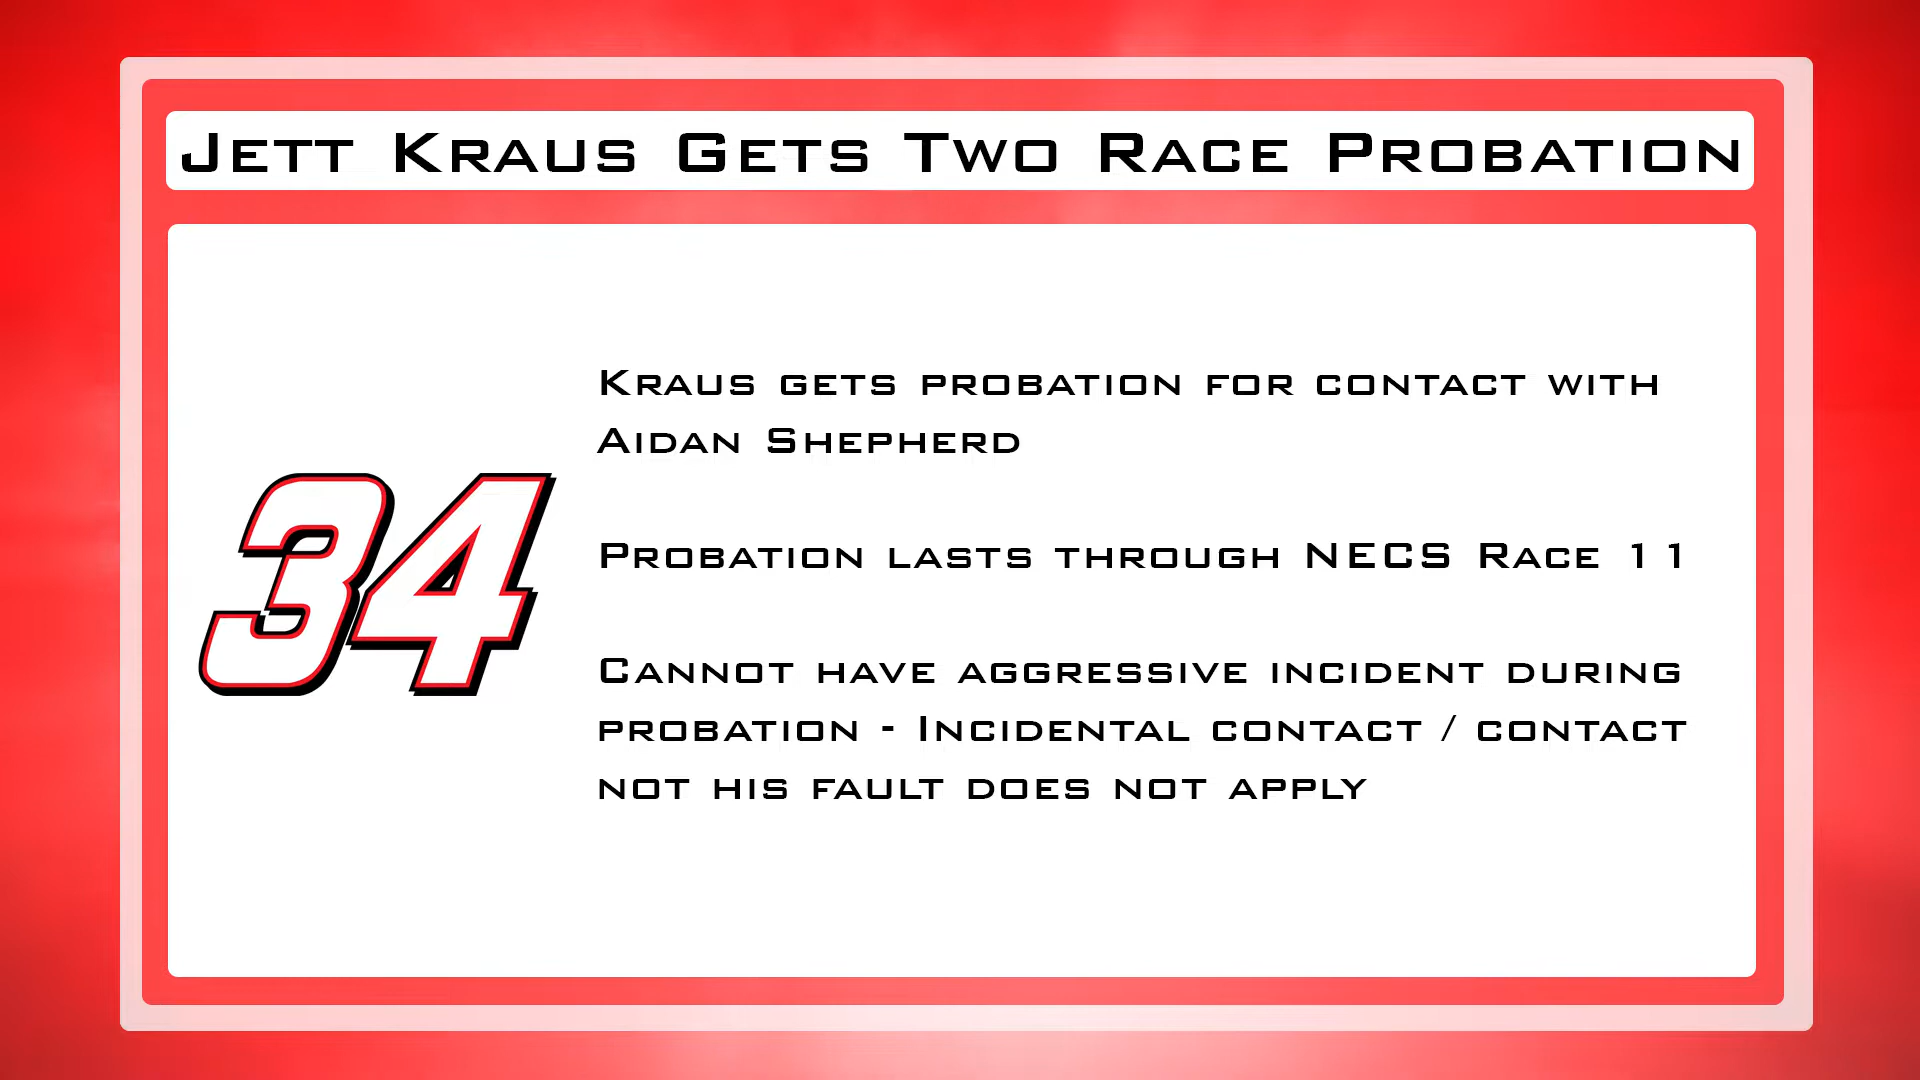 Jett Kraus Gets Two Race Probation
34
Kraus gets probation for contact with
Aidan Shepherd
Probation lasts through NECS Race 11
Cannot have aggressive incident during
probation - Incidental contact / contact
not his fault does not apply